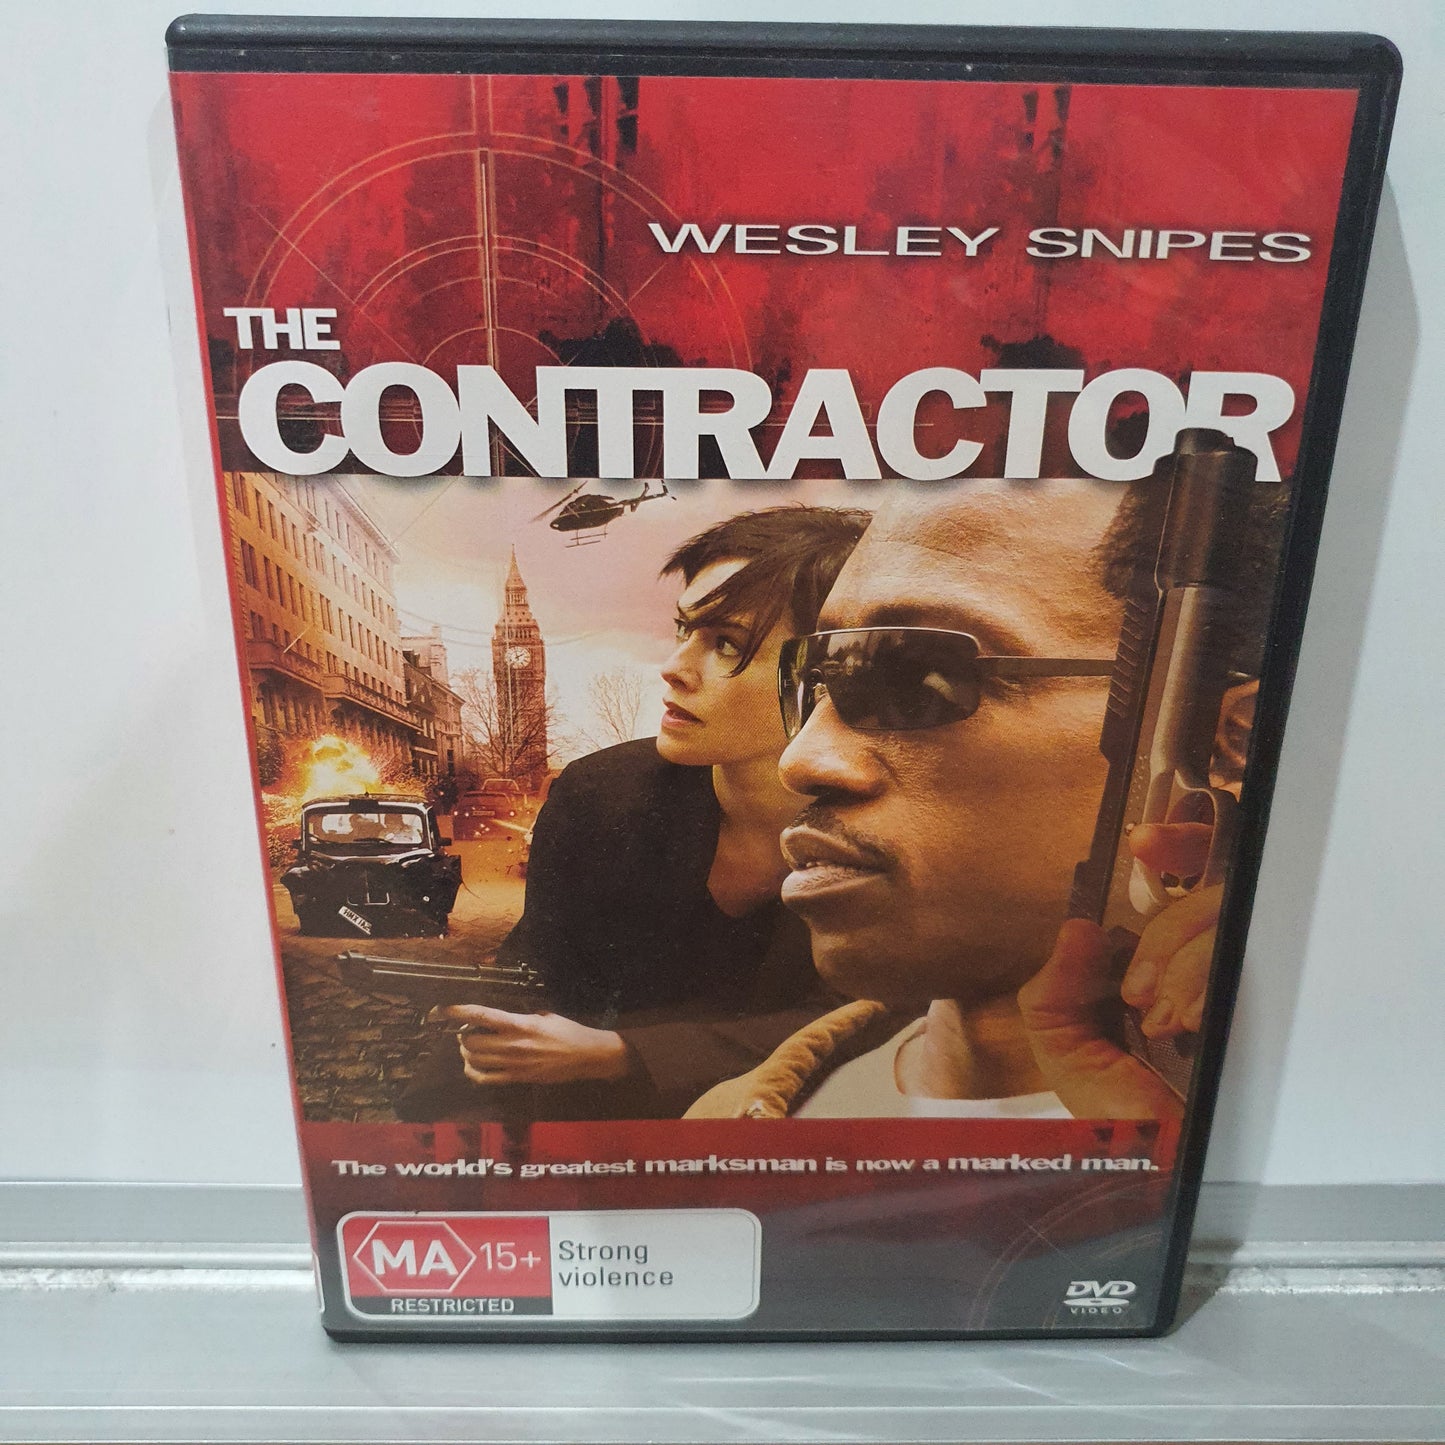 WESLEY SNIPES
THE
CONTRACTOR
The world's greatest marksman is now a marked man.
MA 15+
RESTRICTED
Strong
violence
DVD
VIDEO